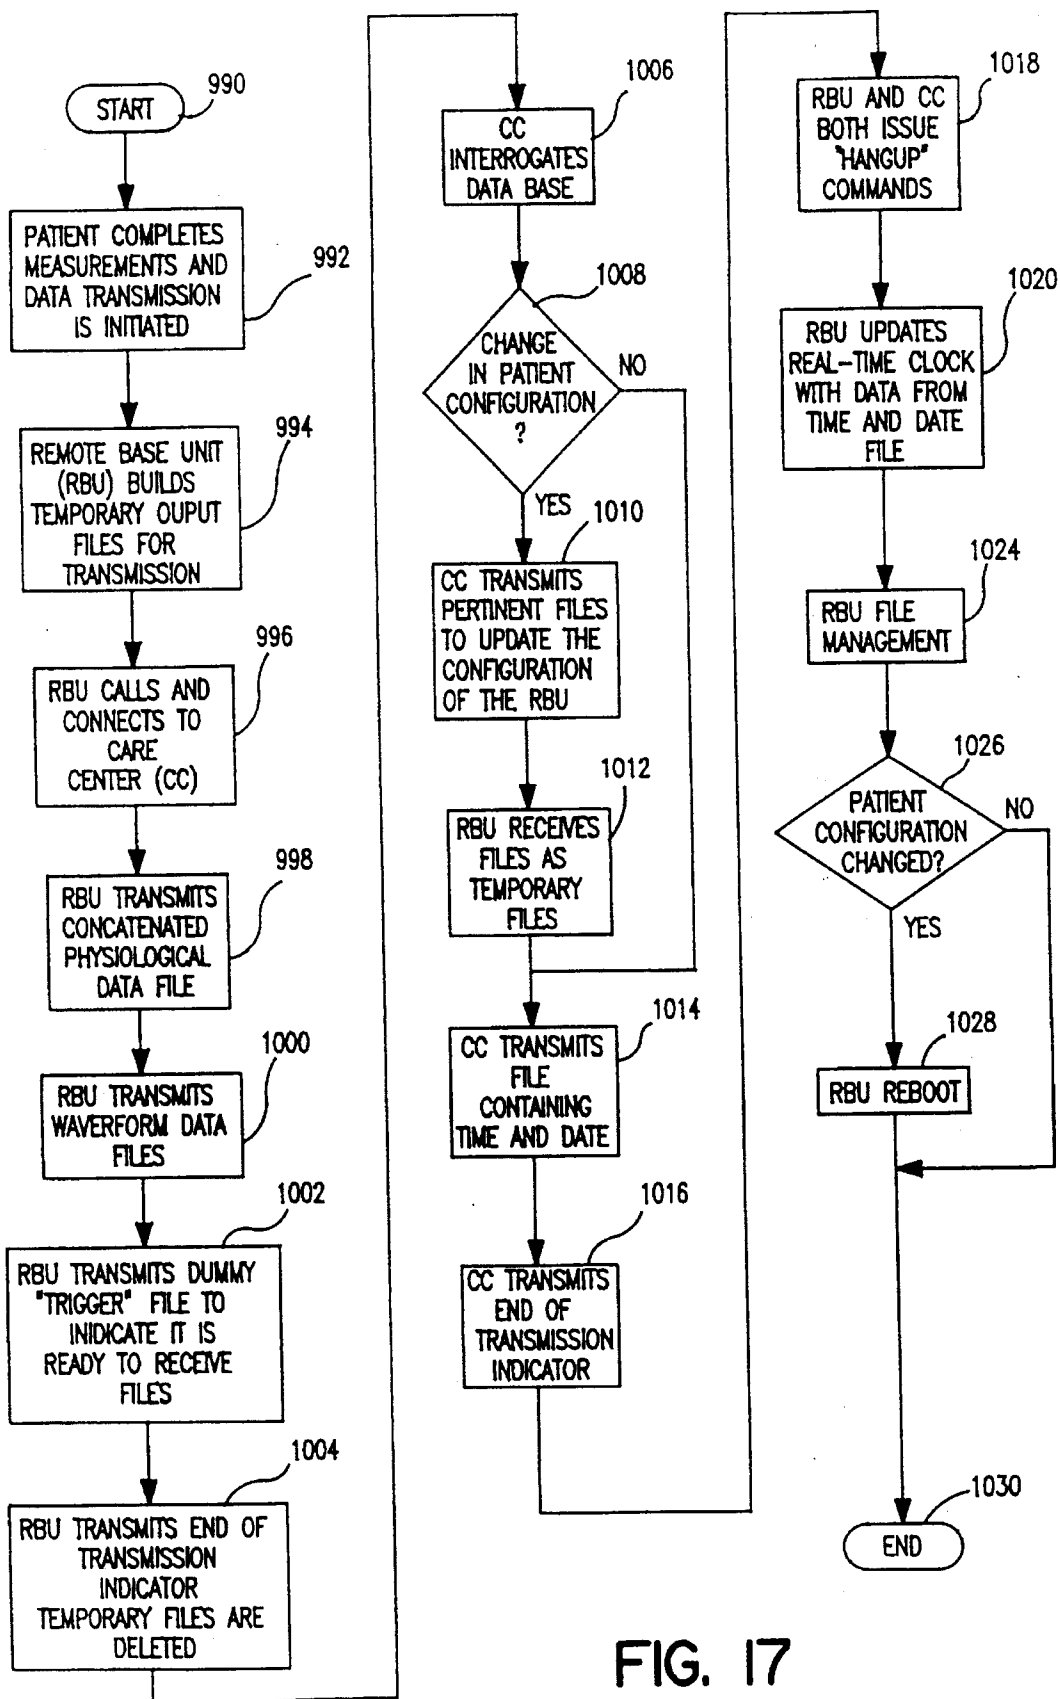 START
990
PATIENT COMPLETES
MEASUREMENTS AND
DATA TRANSMISSION
IS INITIATED
992
REMOTE BASE UNIT
(RBU) BUILDS
TEMPORARY OUPUT
FILES FOR
TRANSMISSION
994
RBU CALLS AND
CONNECTS TO
CARE
CENTER (CC)
996
RBU TRANSMITS
CONCATENATED
PHYSIOLOGICAL
DATA FILE
998
RBU TRANSMITS
WAVERFORM DATA
FILES
1000
RBU TRANSMITS DUMMY
"TRIGGER" FILE TO
INIDICATE IT IS
READY TO RECEIVE
FILES
1002
RBU TRANSMITS END OF
TRANSMISSION
INDICATOR
TEMPORARY FILES ARE
DELETED
1004
CC
INTERROGATES
DATA BASE
1006
CHANGE
IN PATIENT
CONFIGURATION
?
1008
NO
YES
CC TRANSMITS
PERTINENT FILES
TO UPDATE THE
CONFIGURATION
OF THE RBU
1010
RBU RECEIVES
FILES AS
TEMPORARY
FILES
1012
CC TRANSMITS
FILE
CONTAINING
TIME AND DATE
1014
CC TRANSMITS
END OF
TRANSMISSION
INDICATOR
1016
RBU AND CC
BOTH ISSUE
"HANGUP"
COMMANDS
1018
RBU UPDATES
REAL-TIME CLOCK
WITH DATA FROM
TIME AND DATE
FILE
1020
RBU FILE
MANAGEMENT
1024
PATIENT
CONFIGURATION
CHANGED?
1026
NO
YES
RBU REBOOT
1028
END
1030
FIG. 17